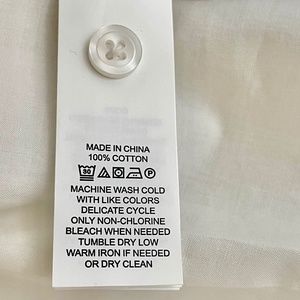 MADE IN CHINA
100% COTTON
30
MACHINE WASH COLD
WITH LIKE COLORS
DELICATE CYCLE
ONLY NON-CHLORINE
BLEACH WHEN NEEDED
TUMBLE DRY LOW
WARM IRON IF NEEDED
OR DRY CLEAN